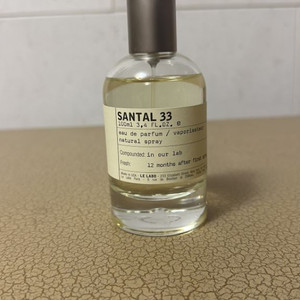 SANTAL 33
100ml 3,4 FL.OZ. ℮
eau de parfum / vaporisateur
natural spray
Compounded in our lab
Fresh 12 months after
LE LABO